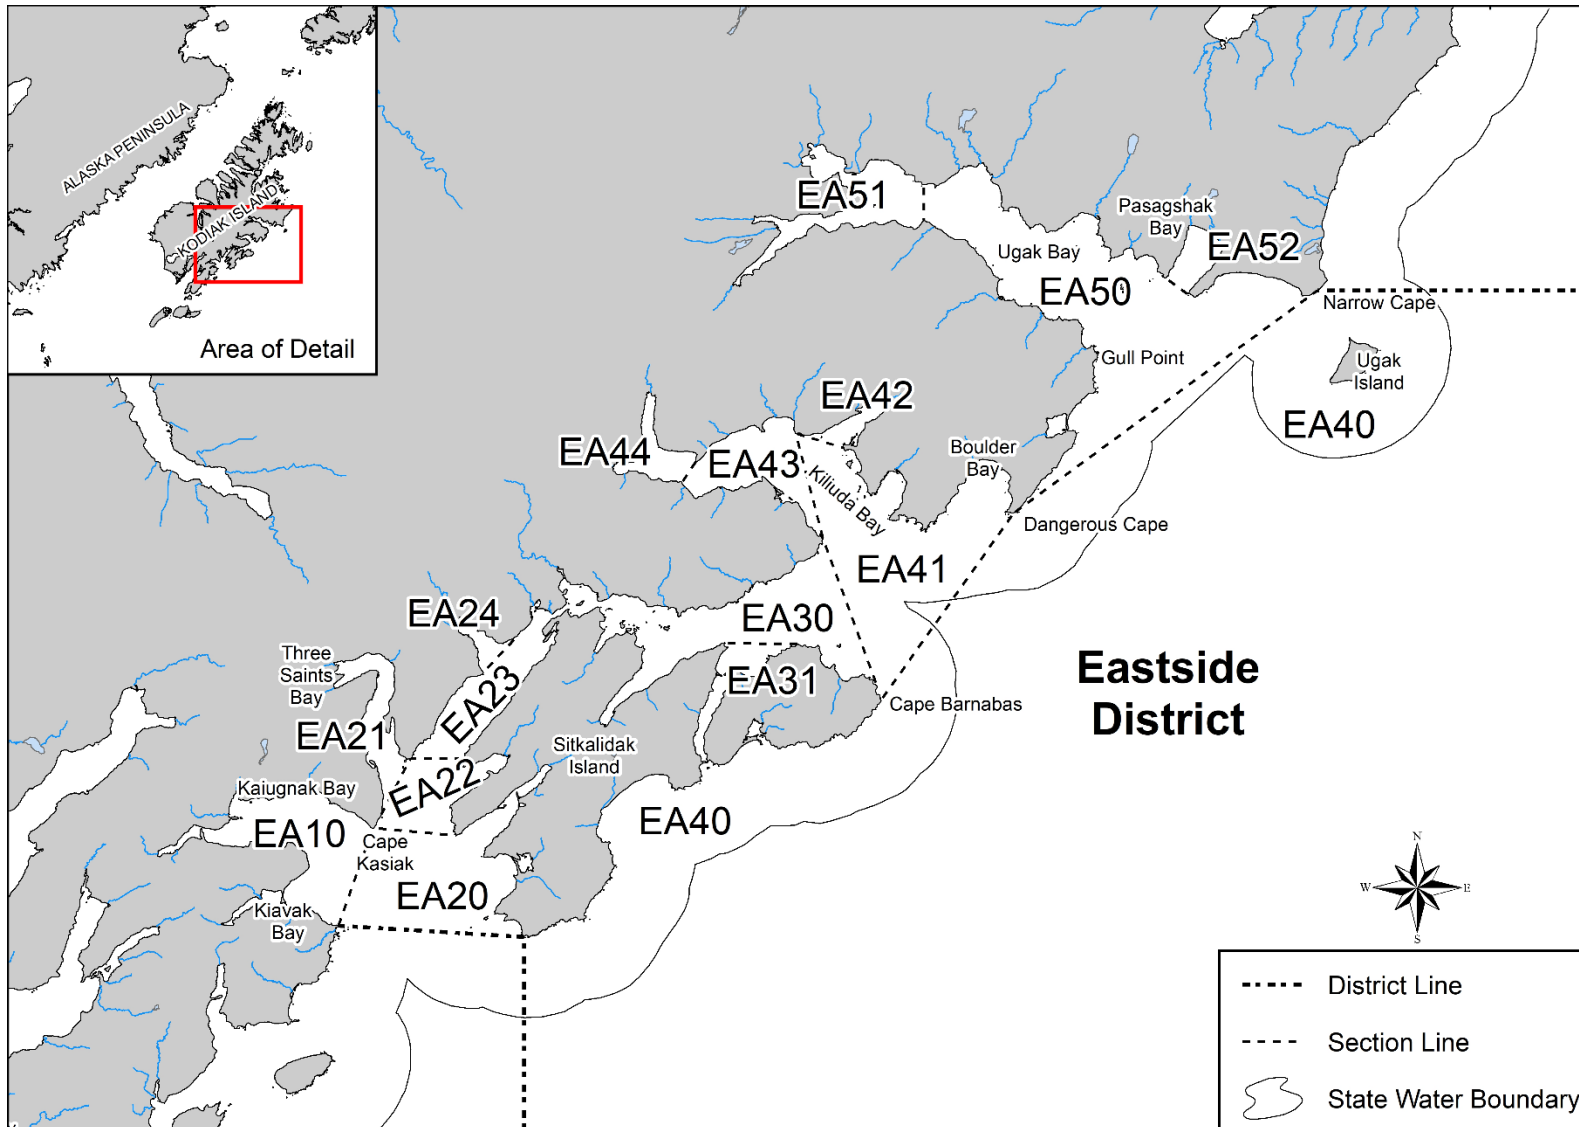 ALASKA PENINSULA
KODIAK ISLAND
Area of Detail
EA51
Pasagshak
Bay
EA52
Ugak Bay
EA50
Narrow Cape
Gull Point
Ugak
Island
EA40
EA42
EA44
EA43
Boulder
Bay
Kiliuda Bay
Dangerous Cape
EA41
EA24
EA30
Three
Saints
Bay
EA23
EA31
Eastside
District
Cape Barnabas
EA21
Sitkalidak
Island
EA22
Kaiugnak Bay
EA10
EA40
Cape
Kasiak
EA20
Kiavak
Bay
N
W
E
S
District Line
Section Line
State Water Boundary